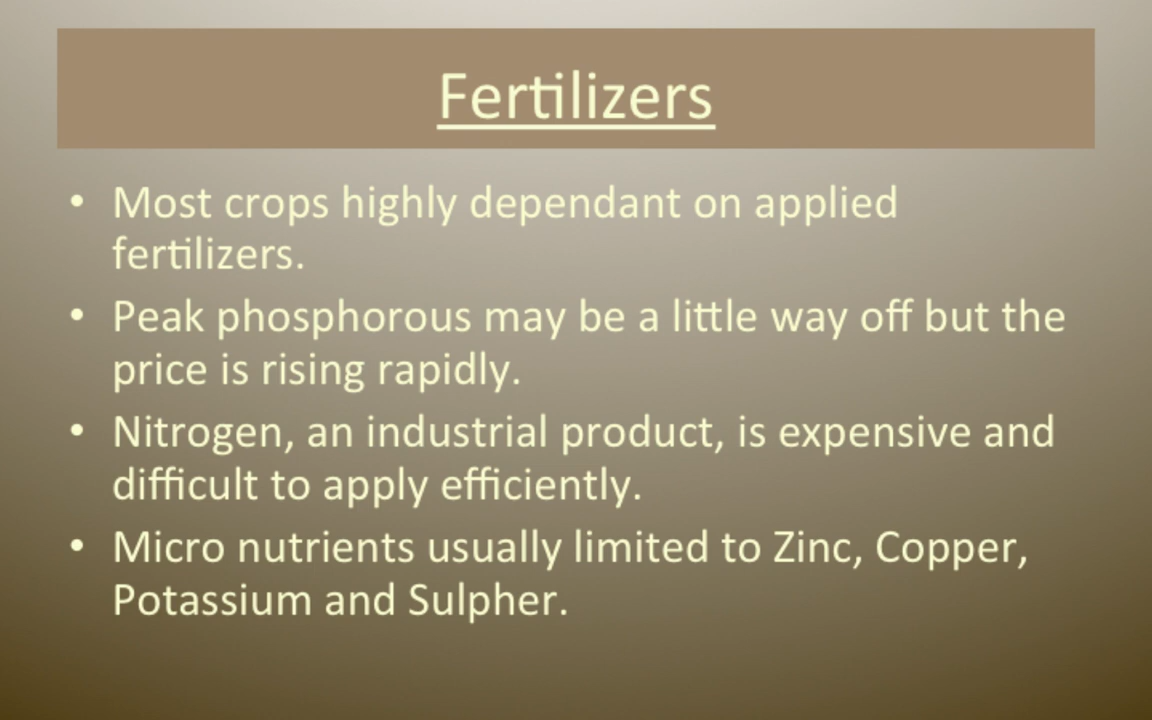 Fertilizers
• Most crops highly dependant on applied
fertilizers.
• Peak phosphorous may be a little way off but the
price is rising rapidly.
• Nitrogen, an industrial product, is expensive and
difficult to apply efficiently.
• Micro nutrients usually limited to Zinc, Copper,
Potassium and Sulpher.